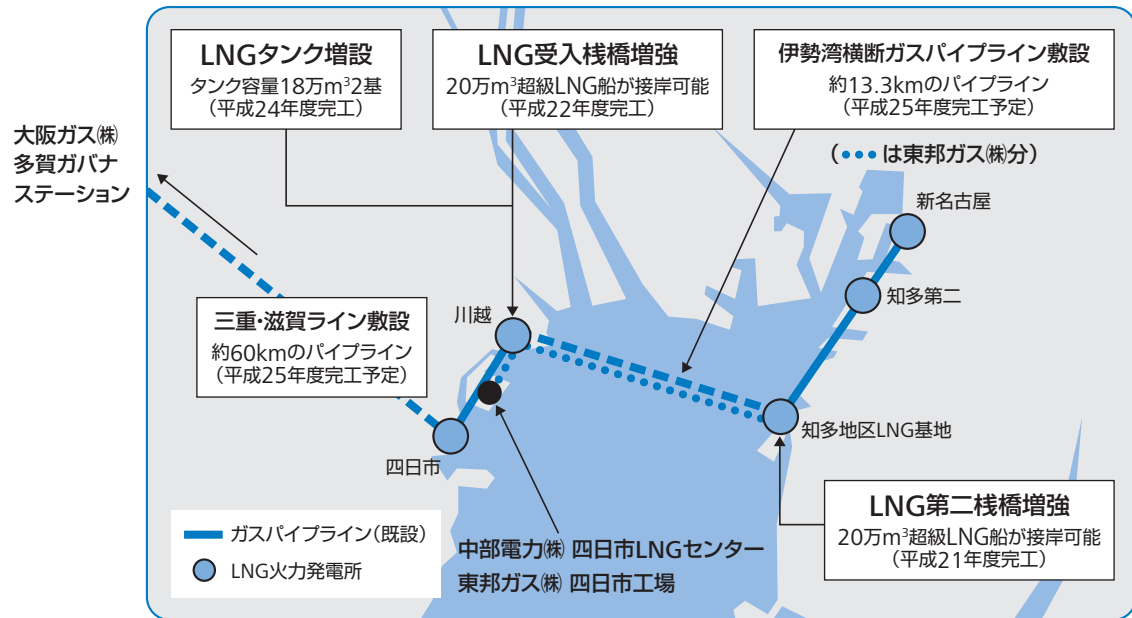 LNGタンク増設
タンク容量18万m³2基
（平成24年度完工）
LNG受入桟橋増強
20万m³超級LNG船が接岸可能
（平成22年度完工）
伊勢湾横断ガスパイプライン敷設
約13.3kmのパイプライン
（平成25年度完工予定）
（•••は東邦ガス㈱分）
大阪ガス㈱
多賀ガバナ
ステーション
新名古屋
知多第二
川越
三重・滋賀ライン敷設
約60kmのパイプライン
（平成25年度完工予定）
知多地区LNG基地
四日市
LNG第二桟橋増強
20万m³超級LNG船が接岸可能
（平成21年度完工）
ガスパイプライン（既設）
LNG火力発電所
中部電力㈱ 四日市LNGセンター
東邦ガス㈱ 四日市工場